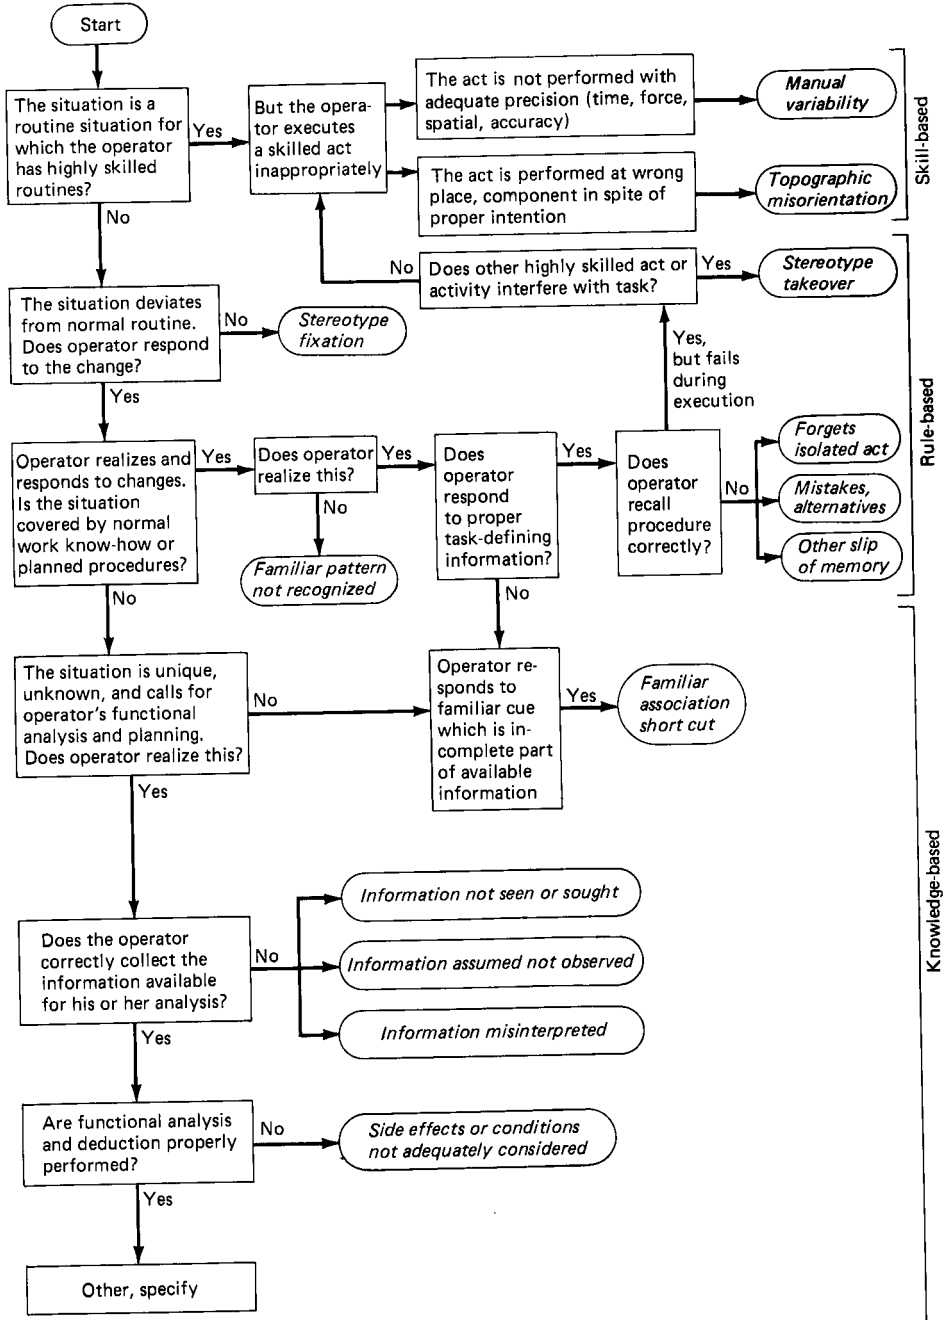 Start
The situation is a
routine situation for
which the operator
has highly skilled
routines?
Yes
But the opera-
tor executes
a skilled act
inappropriately
The act is not performed with
adequate precision (time, force,
spatial, accuracy)
Manual
variability
The act is performed at wrong
place, component in spite of
proper intention
Topographic
misorientation
Skill-based
No
No
Does other highly skilled act or
activity interfere with task?
Yes
Stereotype
takeover
The situation deviates
from normal routine.
Does operator respond
to the change?
No
Stereotype
fixation
Yes,
but fails
during
execution
Yes
Operator realizes and
responds to changes.
Is the situation
covered by normal
work know-how or
planned procedures?
Yes
Does operator
realize this?
Yes
No
Familiar pattern
not recognized
Does
operator
respond
to proper
task-defining
information?
Yes
Does
operator
recall
procedure
correctly?
No
Forgets
isolated act
Mistakes,
alternatives
Other slip
of memory
Rule-based
No
No
The situation is unique,
unknown, and calls for
operator's functional
analysis and planning.
Does operator realize this?
No
Operator re-
sponds to
familiar cue
which is in-
complete part
of available
information
Yes
Familiar
association
short cut
Yes
Does the operator
correctly collect the
information available
for his or her analysis?
No
Information not seen or sought
Information assumed not observed
Information misinterpreted
Knowledge-based
Yes
Are functional analysis
and deduction properly
performed?
No
Side effects or conditions
not adequately considered
Yes
Other, specify